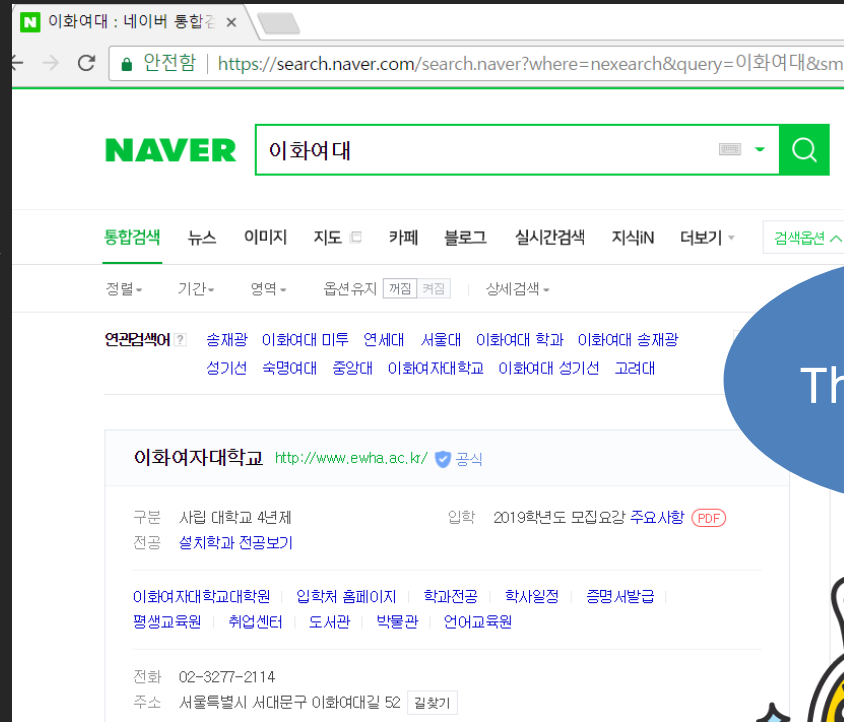 이화여대 : 네이버 통합검
안전함 | https://search.naver.com/search.naver?where=nexearch&query=이화여대&sm
NAVER 이화여대
통합검색 뉴스 이미지 지도 카페 블로그 실시간검색 지식iN 더보기 검색옵션
정렬 기간 영역 옵션유지 꺼짐 켜짐 상세검색
연관검색어 ? 송재광 이화여대 미투 연세대 서울대 이화여대 학과 이화여대 송재광
성기선 숙명여대 중앙대 이화여자대학교 이화여대 성기선 고려대
Th
이화여자대학교 http://www.ewha.ac.kr/ 공식
구분 사립 대학교 4년제 입학 2019학년도 모집요강 주요사항 PDF
전공 설치학과 전공보기
이화여자대학교대학원 입학처 홈페이지 학과전공 학사일정 증명서발급
평생교육원 취업센터 도서관 박물관 언어교육원
전화 02-3277-2114
주소 서울특별시 서대문구 이화여대길 52 길찾기